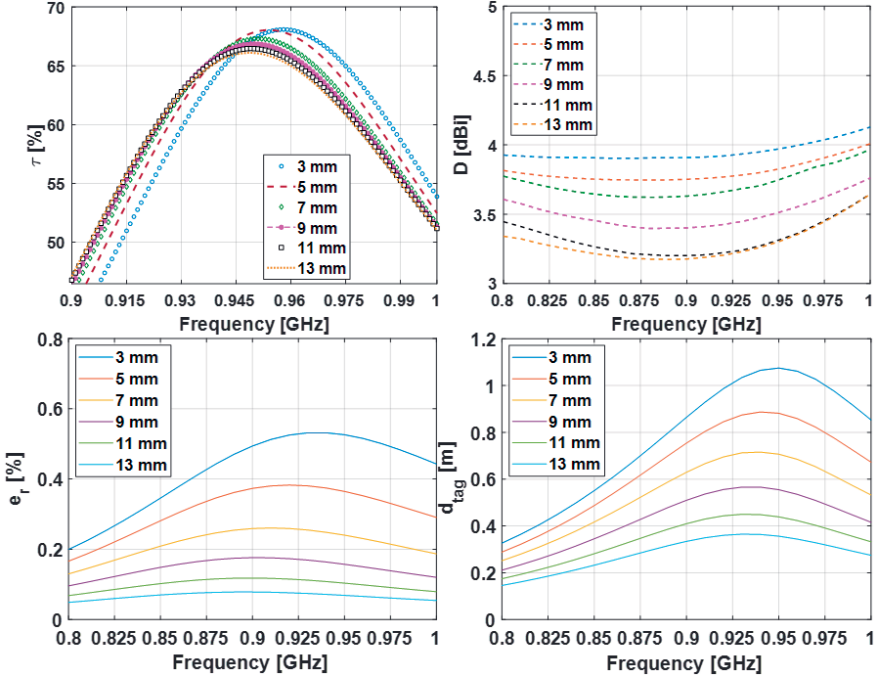 70
65
60
55
50
τ [%]
3 mm
5 mm
7 mm
9 mm
11 mm
13 mm
0.9 0.915 0.93 0.945 0.96 0.975 0.99 1
Frequency [GHz]
5
4.5
4
3.5
3
D [dBi]
3 mm
5 mm
7 mm
9 mm
11 mm
13 mm
0.8 0.825 0.85 0.875 0.9 0.925 0.95 0.975 1
Frequency [GHz]
0.8
0.6
0.4
0.2
0
e_r [%]
3 mm
5 mm
7 mm
9 mm
11 mm
13 mm
0.8 0.825 0.85 0.875 0.9 0.925 0.95 0.975 1
Frequency [GHz]
1.2
1
0.8
0.6
0.4
0.2
0
d_tag [m]
3 mm
5 mm
7 mm
9 mm
11 mm
13 mm
0.8 0.825 0.85 0.875 0.9 0.925 0.95 0.975 1
Frequency [GHz]